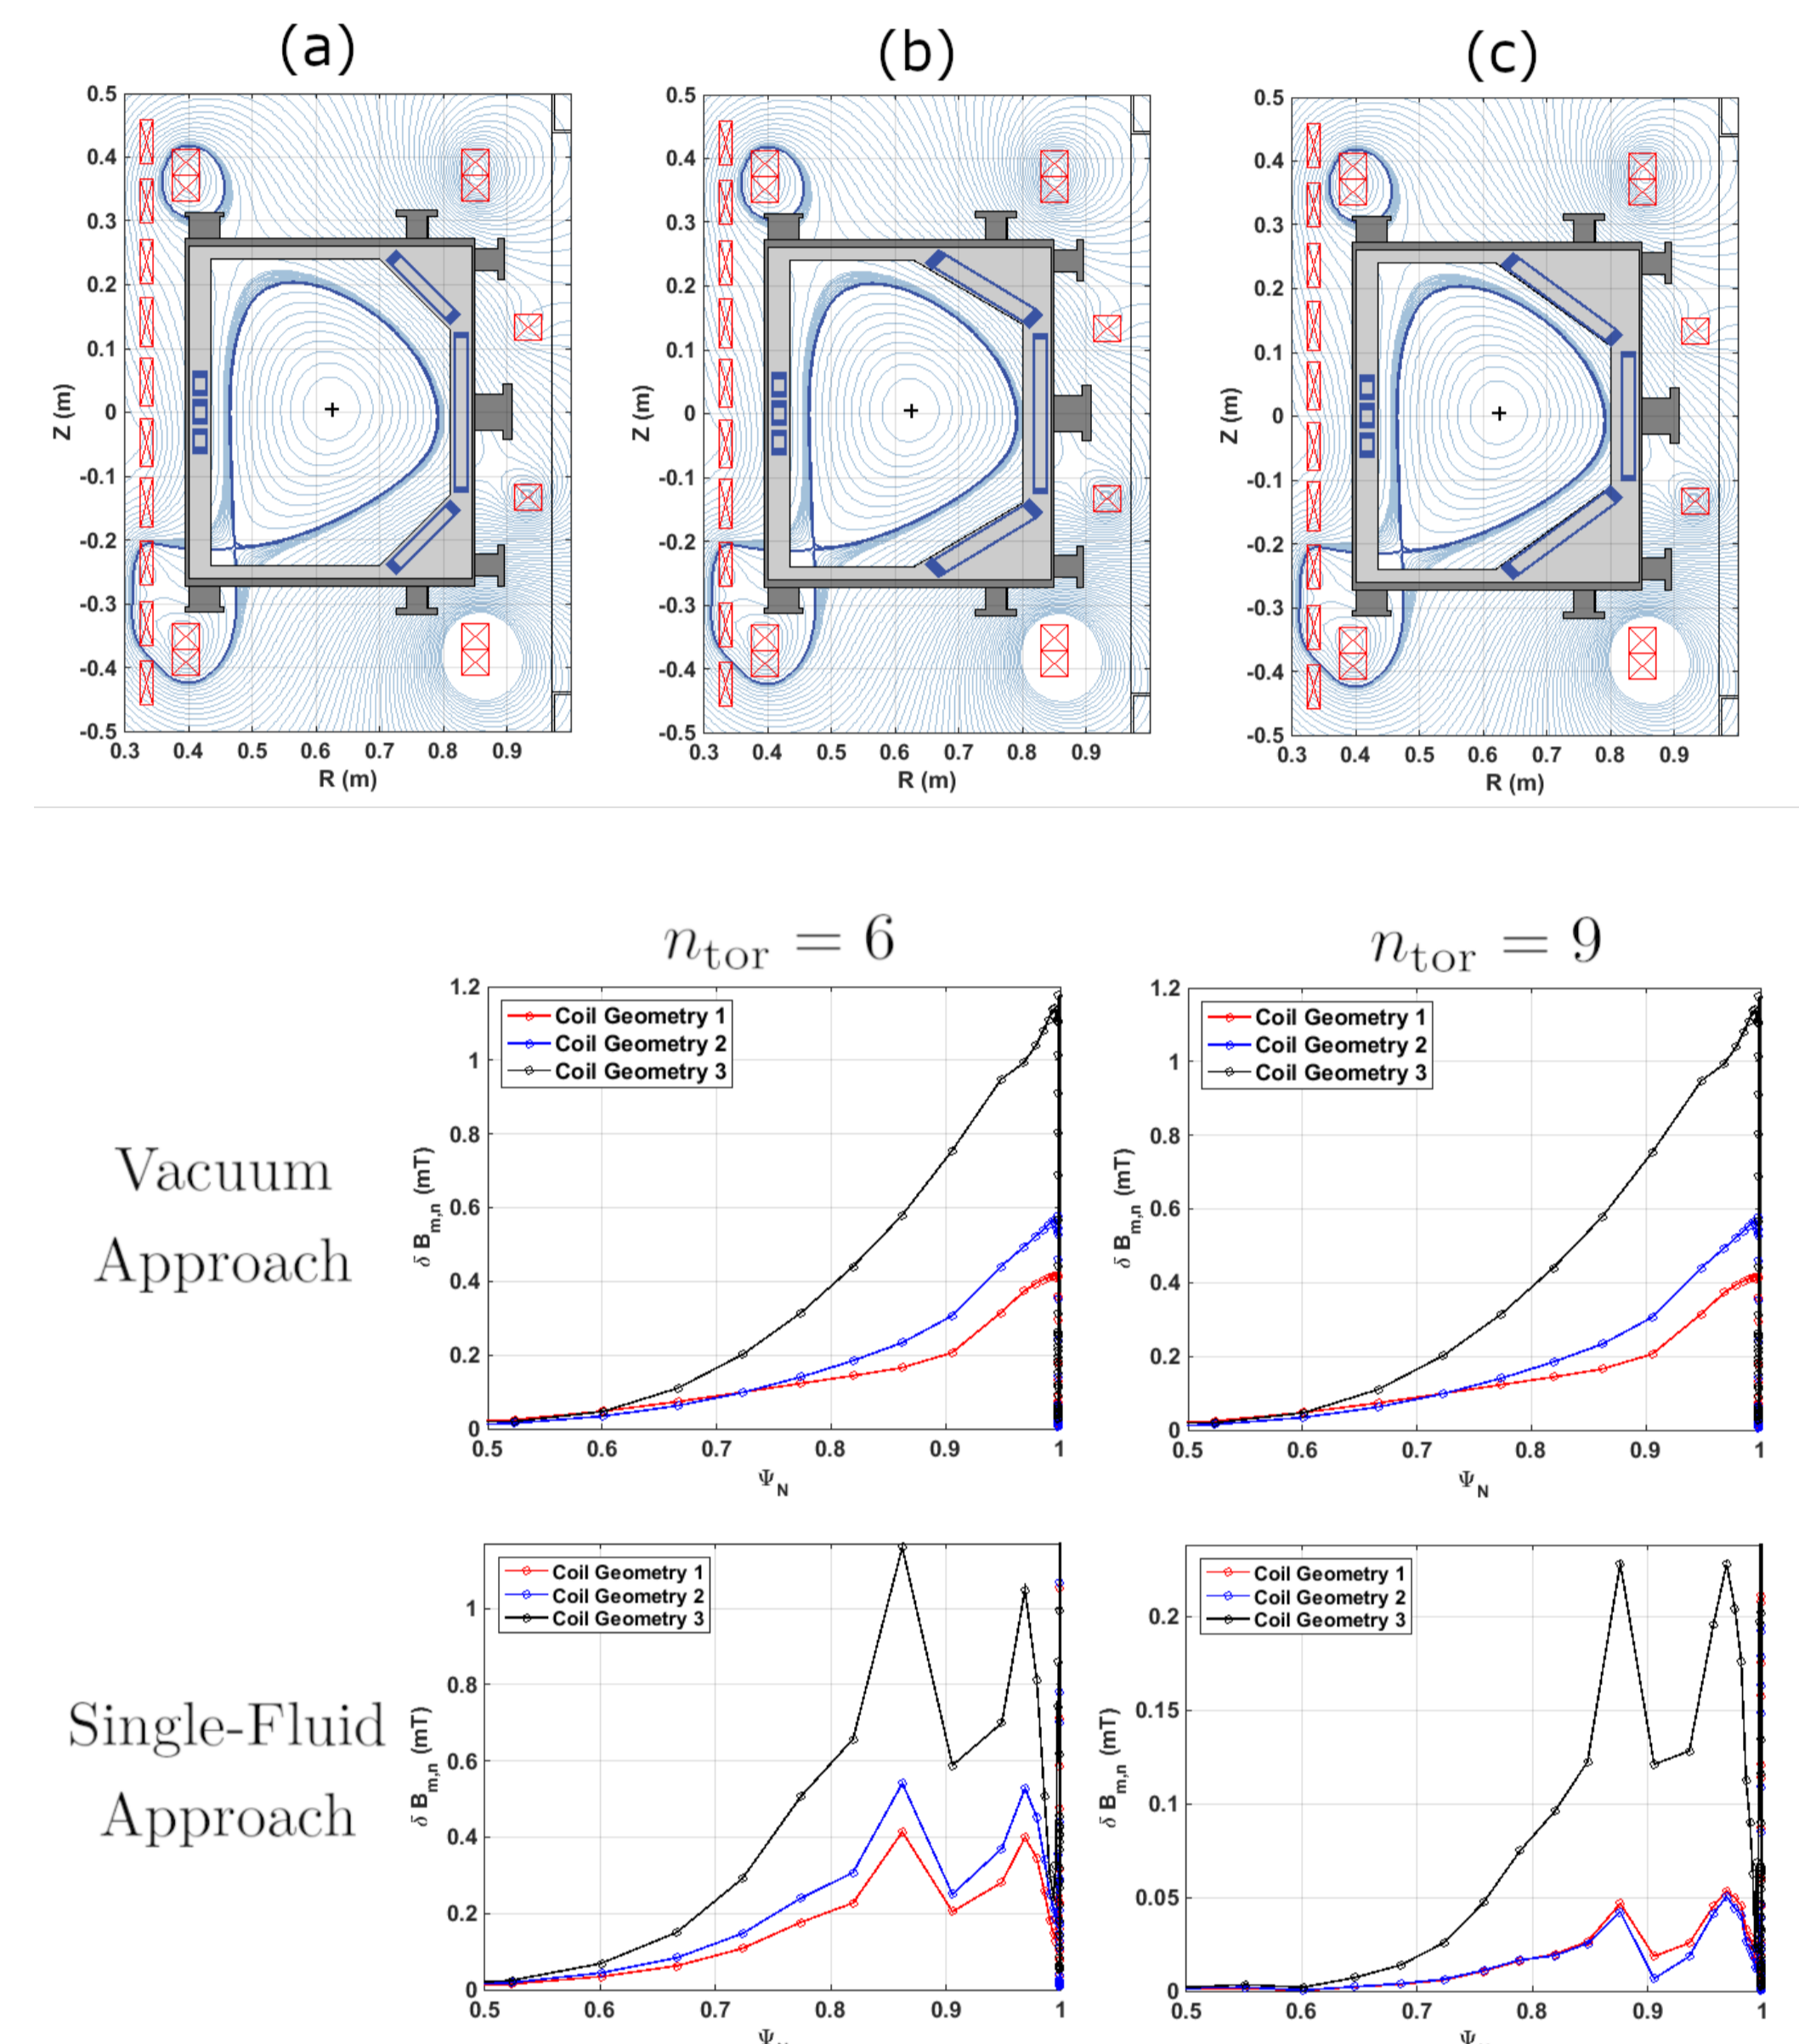 (a) (b) (c)
0.5 0.5 0.5
0.4 0.4 0.4
0.3 0.3 0.3
0.2 0.2 0.2
0.1 0.1 0.1
Z (m) 0 Z (m) 0 Z (m) 0
-0.1 -0.1 -0.1
-0.2 -0.2 -0.2
-0.3 -0.3 -0.3
-0.4 -0.4 -0.4
-0.5 -0.5 -0.5
0.3 0.4 0.5 0.6 0.7 0.8 0.9 0.3 0.4 0.5 0.6 0.7 0.8 0.9 0.3 0.4 0.5 0.6 0.7 0.8 0.9
R (m) R (m) R (m)
n_tor = 6 n_tor = 9
Vacuum
Approach
1.2
1
0.8
0.6
0.4
0.2
0
δ B_m,n (mT)
Coil Geometry 1
Coil Geometry 2
Coil Geometry 3
0.5 0.6 0.7 0.8 0.9 1
Ψ_N
1.2
1
0.8
0.6
0.4
0.2
0
δ B_m,n (mT)
Coil Geometry 1
Coil Geometry 2
Coil Geometry 3
0.5 0.6 0.7 0.8 0.9 1
Ψ_N
Single-Fluid
Approach
1
0.8
0.6
0.4
0.2
0
δ B_m,n (mT)
Coil Geometry 1
Coil Geometry 2
Coil Geometry 3
0.5 0.6 0.7 0.8 0.9 1
0.2
0.15
0.1
0.05
0
δ B_m,n (mT)
Coil Geometry 1
Coil Geometry 2
Coil Geometry 3
0.5 0.6 0.7 0.8 0.9 1